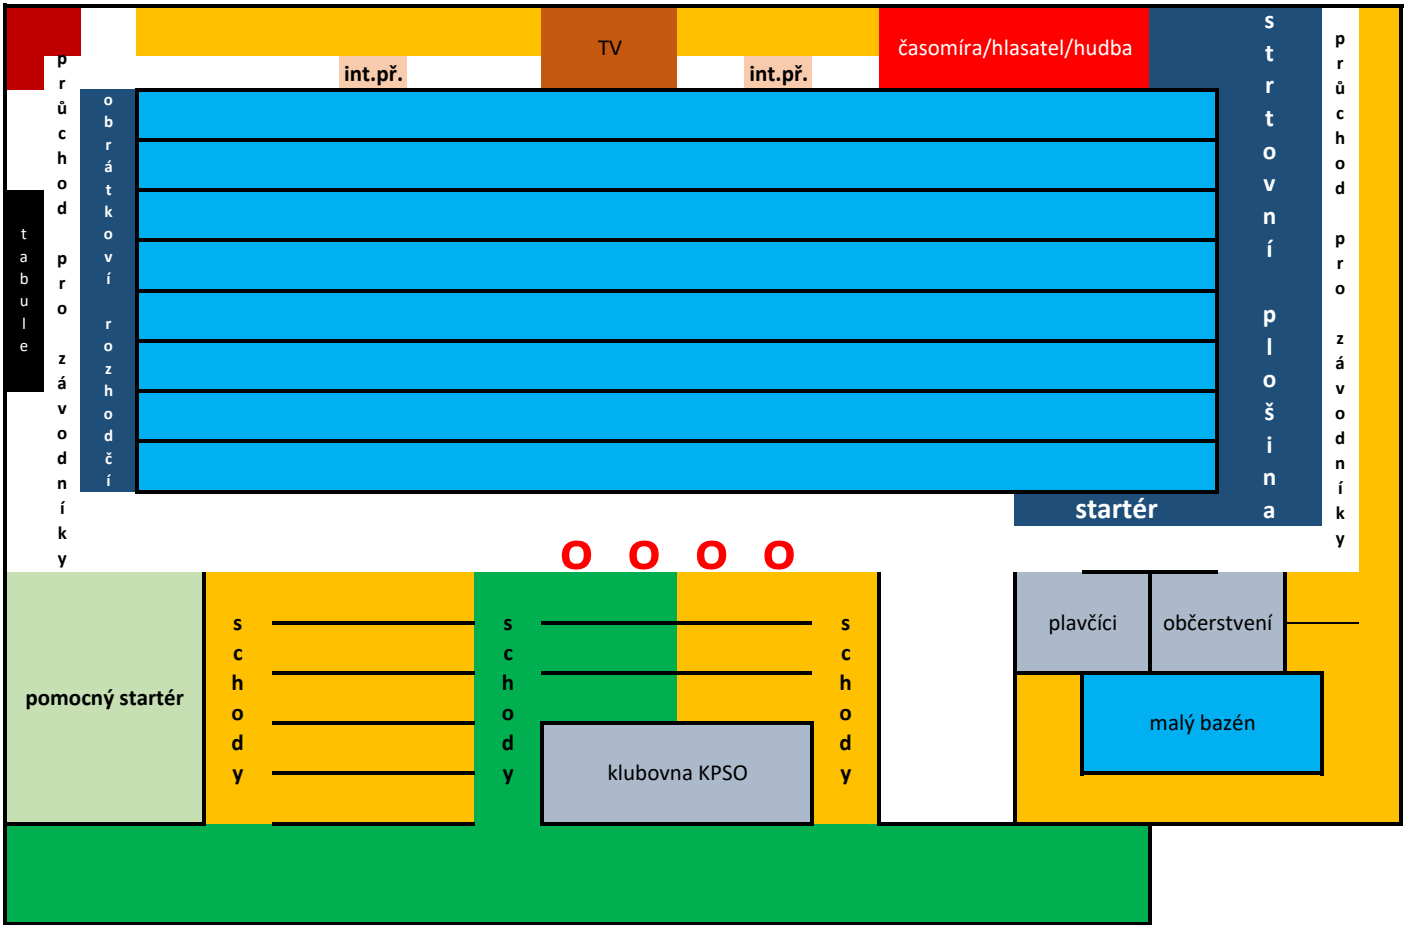 TV
časomíra/hlasatel/hudba
int.př.
int.př.
průchod pro závodníky
obrátkoví rozhodčí
tabule
strtovní plošina
průchod pro závodníky
startér
O O O O
schody
schody
schody
plavčíci
občerstvení
pomocný startér
malý bazén
klubovna KPSO